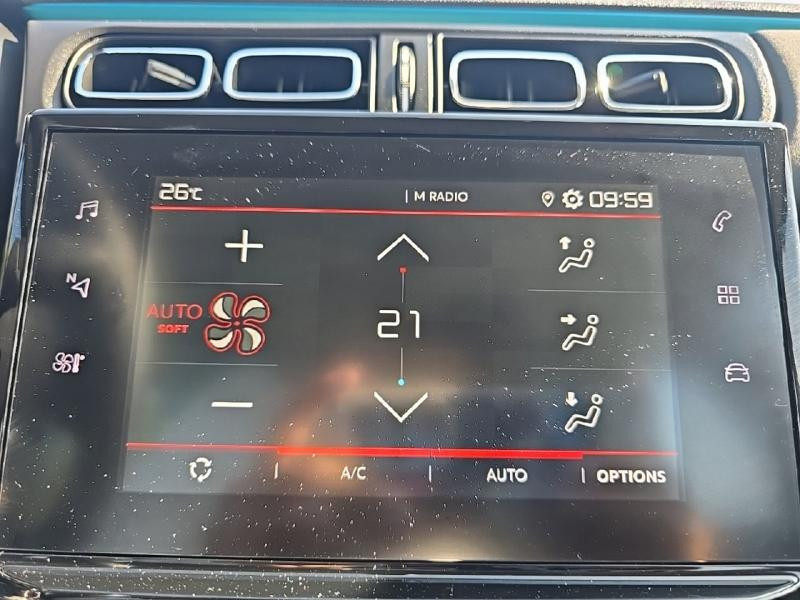 26°C
M RADIO
09:59
N
AUTO
SOFT
21
A/C
AUTO
OPTIONS